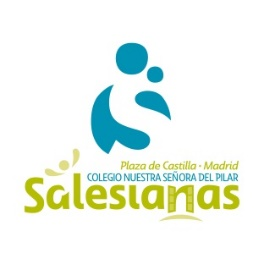 Plaza de Castilla - Madrid
COLEGIO NUESTRA SEÑORA DEL PILAR
Salesianas